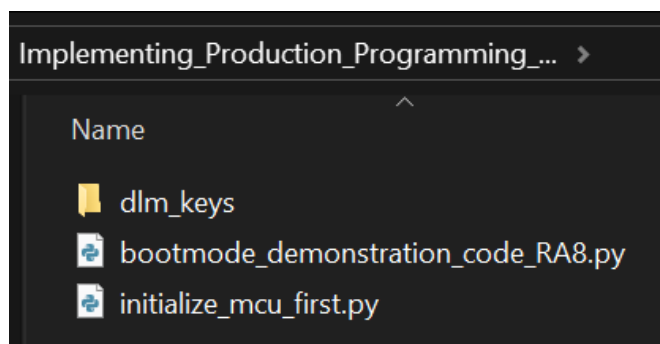 Implementing_Production_Programming_... >
Name
dlm_keys
bootmode_demonstration_code_RA8.py
initialize_mcu_first.py